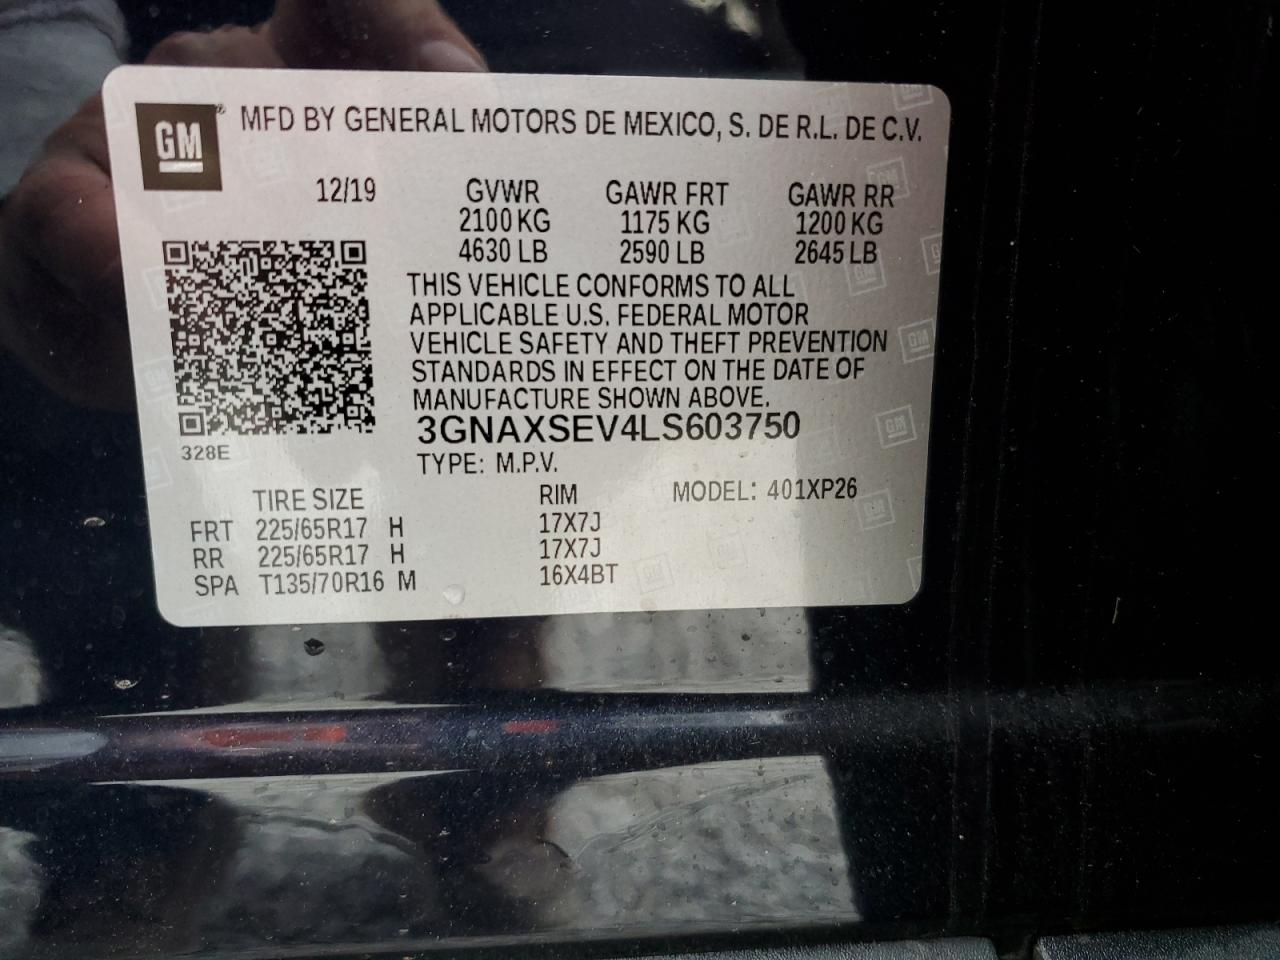 GM ® MFD BY GENERAL MOTORS DE MEXICO, S. DE R.L. DE C.V.
12/19 GVWR GAWR FRT GAWR RR
2100 KG 1175 KG 1200 KG
4630 LB 2590 LB 2645 LB
THIS VEHICLE CONFORMS TO ALL
APPLICABLE U.S. FEDERAL MOTOR
VEHICLE SAFETY AND THEFT PREVENTION
STANDARDS IN EFFECT ON THE DATE OF
MANUFACTURE SHOWN ABOVE.
3GNAXSEV4LS603750
328E
TYPE: M.P.V.
TIRE SIZE RIM MODEL: 401XP26
FRT 225/65R17 H 17X7J
RR 225/65R17 H 17X7J
SPA T135/70R16 M 16X4BT